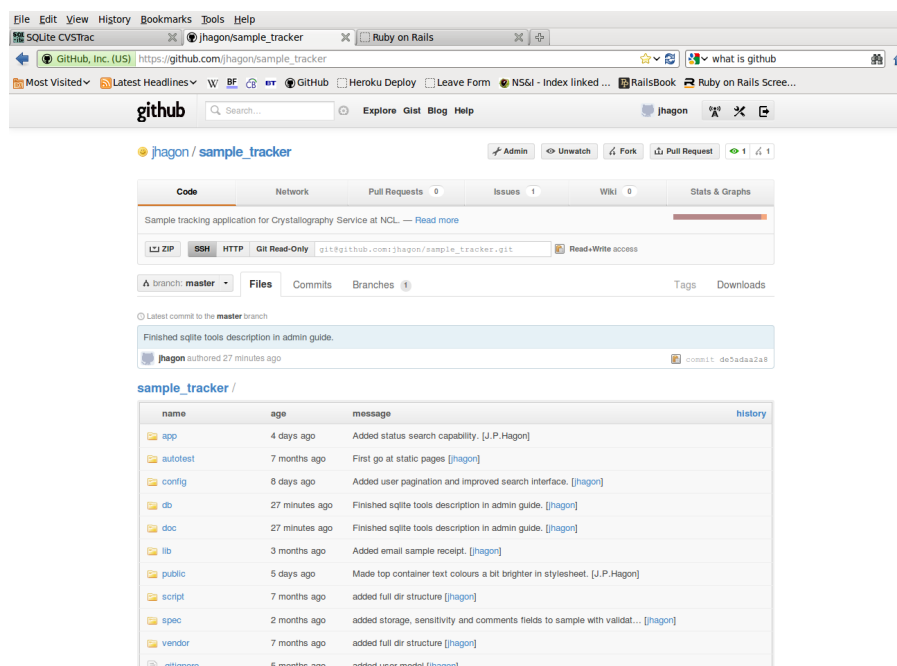 File Edit View History Bookmarks Tools Help
SQLite CVSTrac jhagon/sample_tracker Ruby on Rails
GitHub, Inc. (US) https://github.com/jhagon/sample_tracker what is github
Most Visited Latest Headlines W BF GitHub Heroku Deploy Leave Form NS&I - Index linked ... RailsBook Ruby on Rails Scree...
github Search... Explore Gist Blog Help jhagon
jhagon / sample_tracker Admin Unwatch Fork Pull Request 1 1
Code Network Pull Requests 0 Issues 1 Wiki 0 Stats & Graphs
Sample tracking application for Crystallography Service at NCL. — Read more
ZIP SSH HTTP Git Read-Only git@github.com:jhagon/sample_tracker.git Read+Write access
branch: master Files Commits Branches 1 Tags Downloads
Latest commit to the master branch
Finished sqlite tools description in admin guide.
jhagon authored 27 minutes ago commit de5adaa2a8
sample_tracker /
name age message history
app 4 days ago Added status search capability. [J.P.Hagon]
autotest 7 months ago First go at static pages [jhagon]
config 8 days ago Added user pagination and improved search interface. [jhagon]
db 27 minutes ago Finished sqlite tools description in admin guide. [jhagon]
doc 27 minutes ago Finished sqlite tools description in admin guide. [jhagon]
lib 3 months ago Added email sample receipt. [jhagon]
public 5 days ago Made top container text colours a bit brighter in stylesheet. [J.P.Hagon]
script 7 months ago added full dir structure [jhagon]
spec 2 months ago added storage, sensitivity and comments fields to sample with validat... [jhagon]
vendor 7 months ago added full dir structure [jhagon]
.gitignore 5 months ago added user model [jhagon]